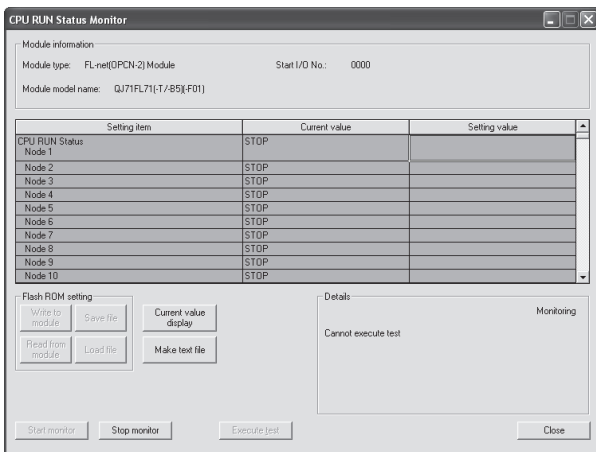 CPU RUN Status Monitor
Module information
Module type: FL-net(OPCN-2) Module Start I/O No.: 0000
Module model name: QJ71FL71(-T/-B5)(-F01)
Setting item Current value Setting value
CPU RUN Status STOP
Node 1
Node 2 STOP
Node 3 STOP
Node 4 STOP
Node 5 STOP
Node 6 STOP
Node 7 STOP
Node 8 STOP
Node 9 STOP
Node 10 STOP
Flash ROM setting
Write to
module
Save file
Current value
display
Read from
module
Load file
Make text file
Details
Monitoring
Cannot execute test
Start monitor Stop monitor Execute test Close